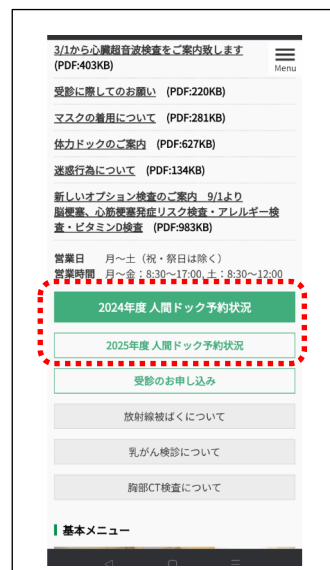 3/1から心臓超音波検査をご案内致します
(PDF:403KB)
Menu
受診に際してのお願い (PDF:220KB)
マスクの着用について (PDF:281KB)
体力ドックのご案内 (PDF:627KB)
迷惑行為について (PDF:134KB)
新しいオプション検査のご案内 9/1より
脳梗塞、心筋梗塞発症リスク検査・アレルギー検
査・ビタミンD検査 (PDF:983KB)
営業日 月～土（祝・祭日は除く）
営業時間 月～金：8:30～17:00, 土：8:30～12:00
2024年度 人間ドック予約状況
2025年度 人間ドック予約状況
受診のお申し込み
放射線被ばくについて
乳がん検診について
胸部CT検査について
基本メニュー